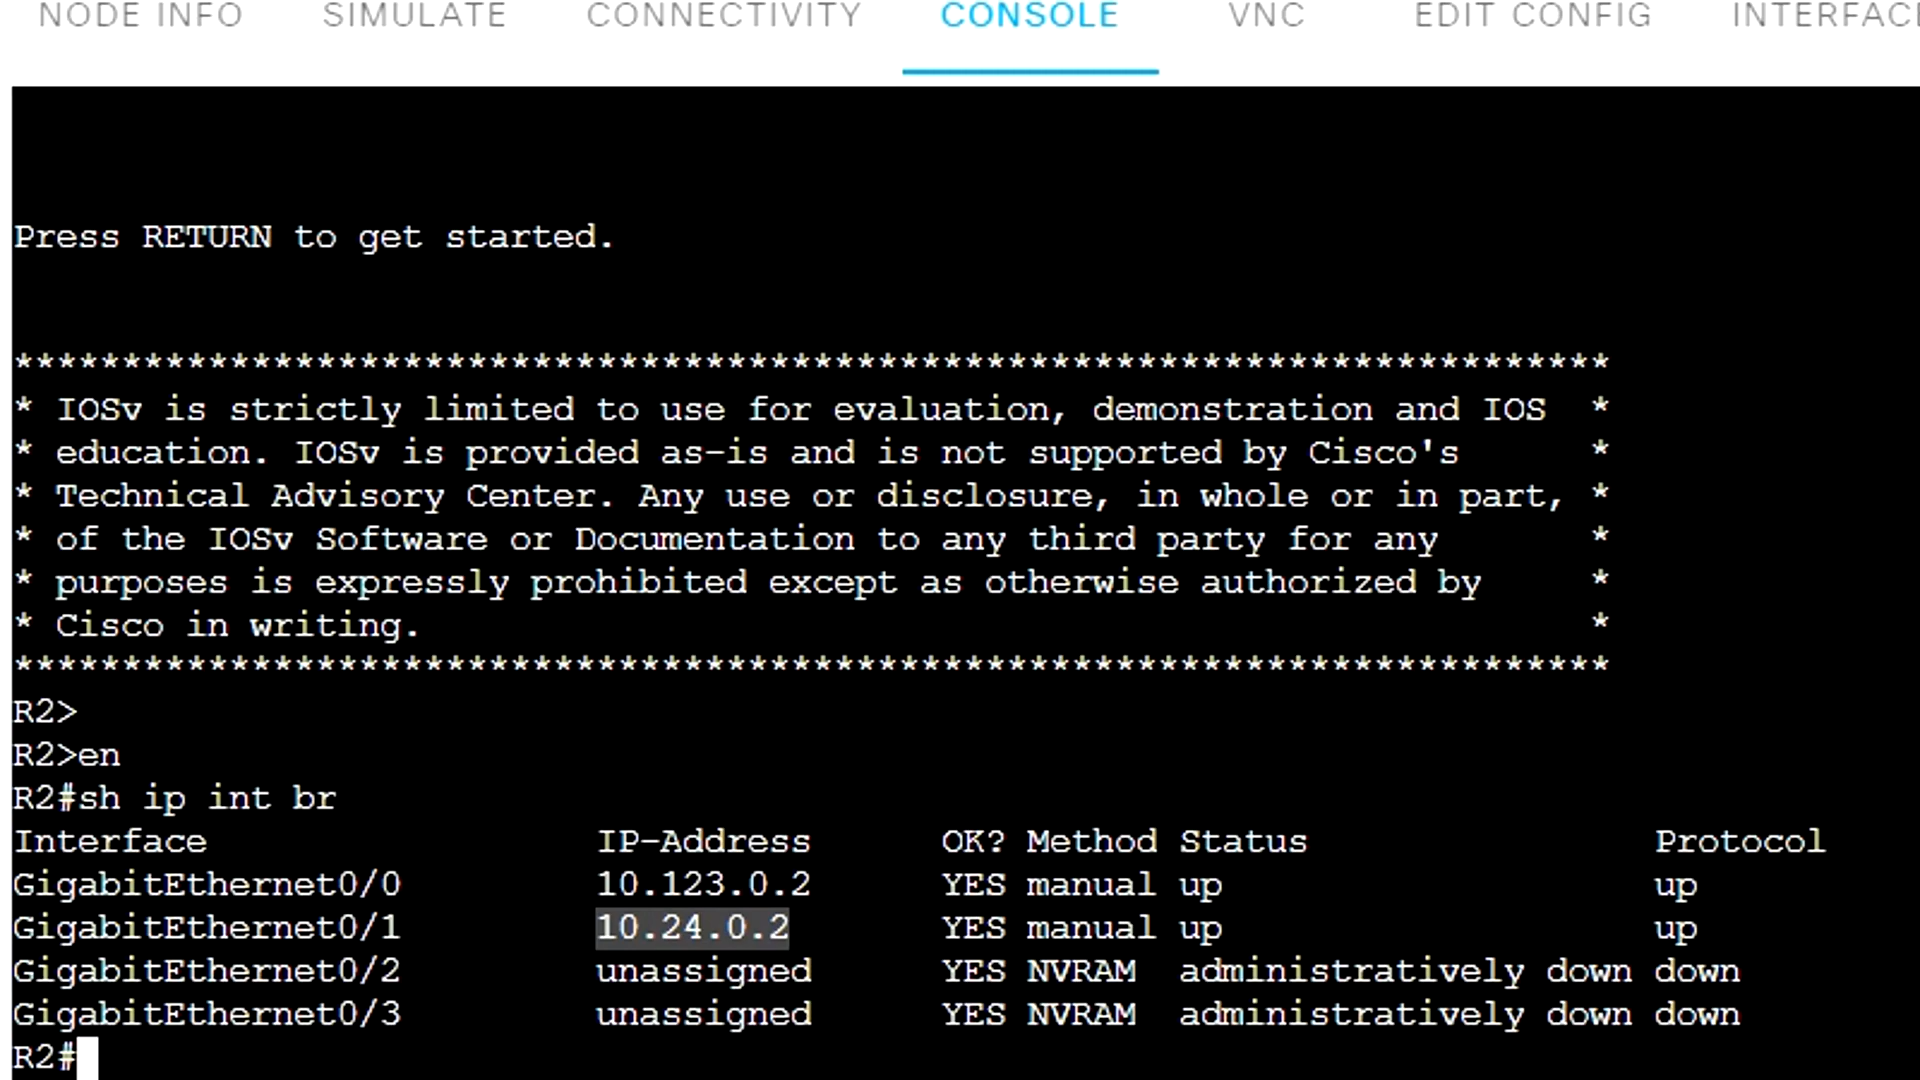 NODE INFO SIMULATE CONNECTIVITY CONSOLE VNC EDIT CONFIG
Press RETURN to get started.
**************************************************************************
* IOSv is strictly limited to use for evaluation, demonstration and IOS  *
* education. IOSv is provided as-is and is not supported by Cisco's      *
* Technical Advisory Center. Any use or disclosure, in whole or in part, *
* of the IOSv Software or Documentation to any third party for any       *
* purposes is expressly prohibited except as otherwise authorized by     *
* Cisco in writing.                                                      *
**************************************************************************
R2>
R2>en
R2#sh ip int br
Interface                  IP-Address      OK? Method Status                Protocol
GigabitEthernet0/0         10.123.0.2      YES manual up                    up
GigabitEthernet0/1         10.24.0.2       YES manual up                    up
GigabitEthernet0/2         unassigned      YES NVRAM  administratively down down
GigabitEthernet0/3         unassigned      YES NVRAM  administratively down down
R2#